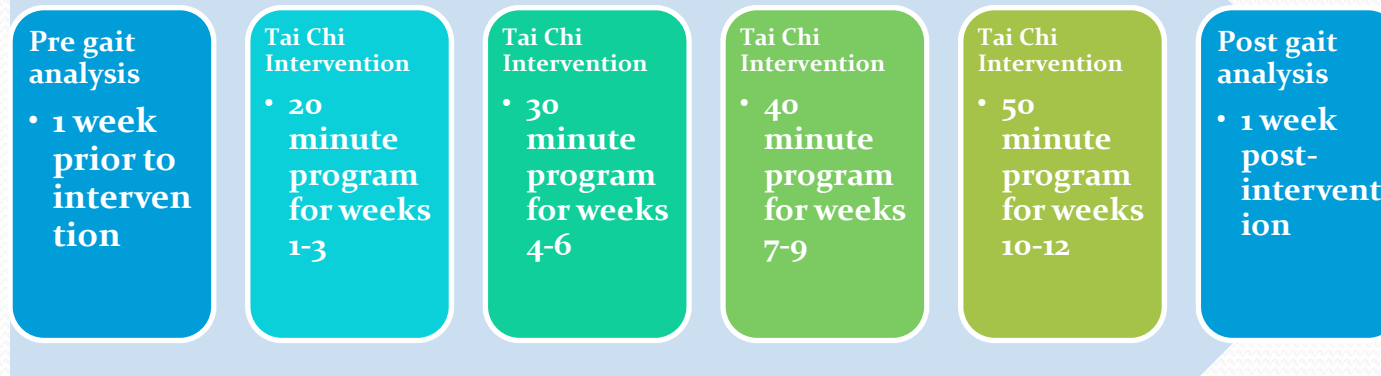 Pre gait
analysis
• 1 week
prior to
interven
tion
Tai Chi
Intervention
• 20
minute
program
for weeks
1-3
Tai Chi
Intervention
• 30
minute
program
for weeks
4-6
Tai Chi
Intervention
• 40
minute
program
for weeks
7-9
Tai Chi
Intervention
• 50
minute
program
for weeks
10-12
Post gait
analysis
• 1 week
post-
intervent
ion